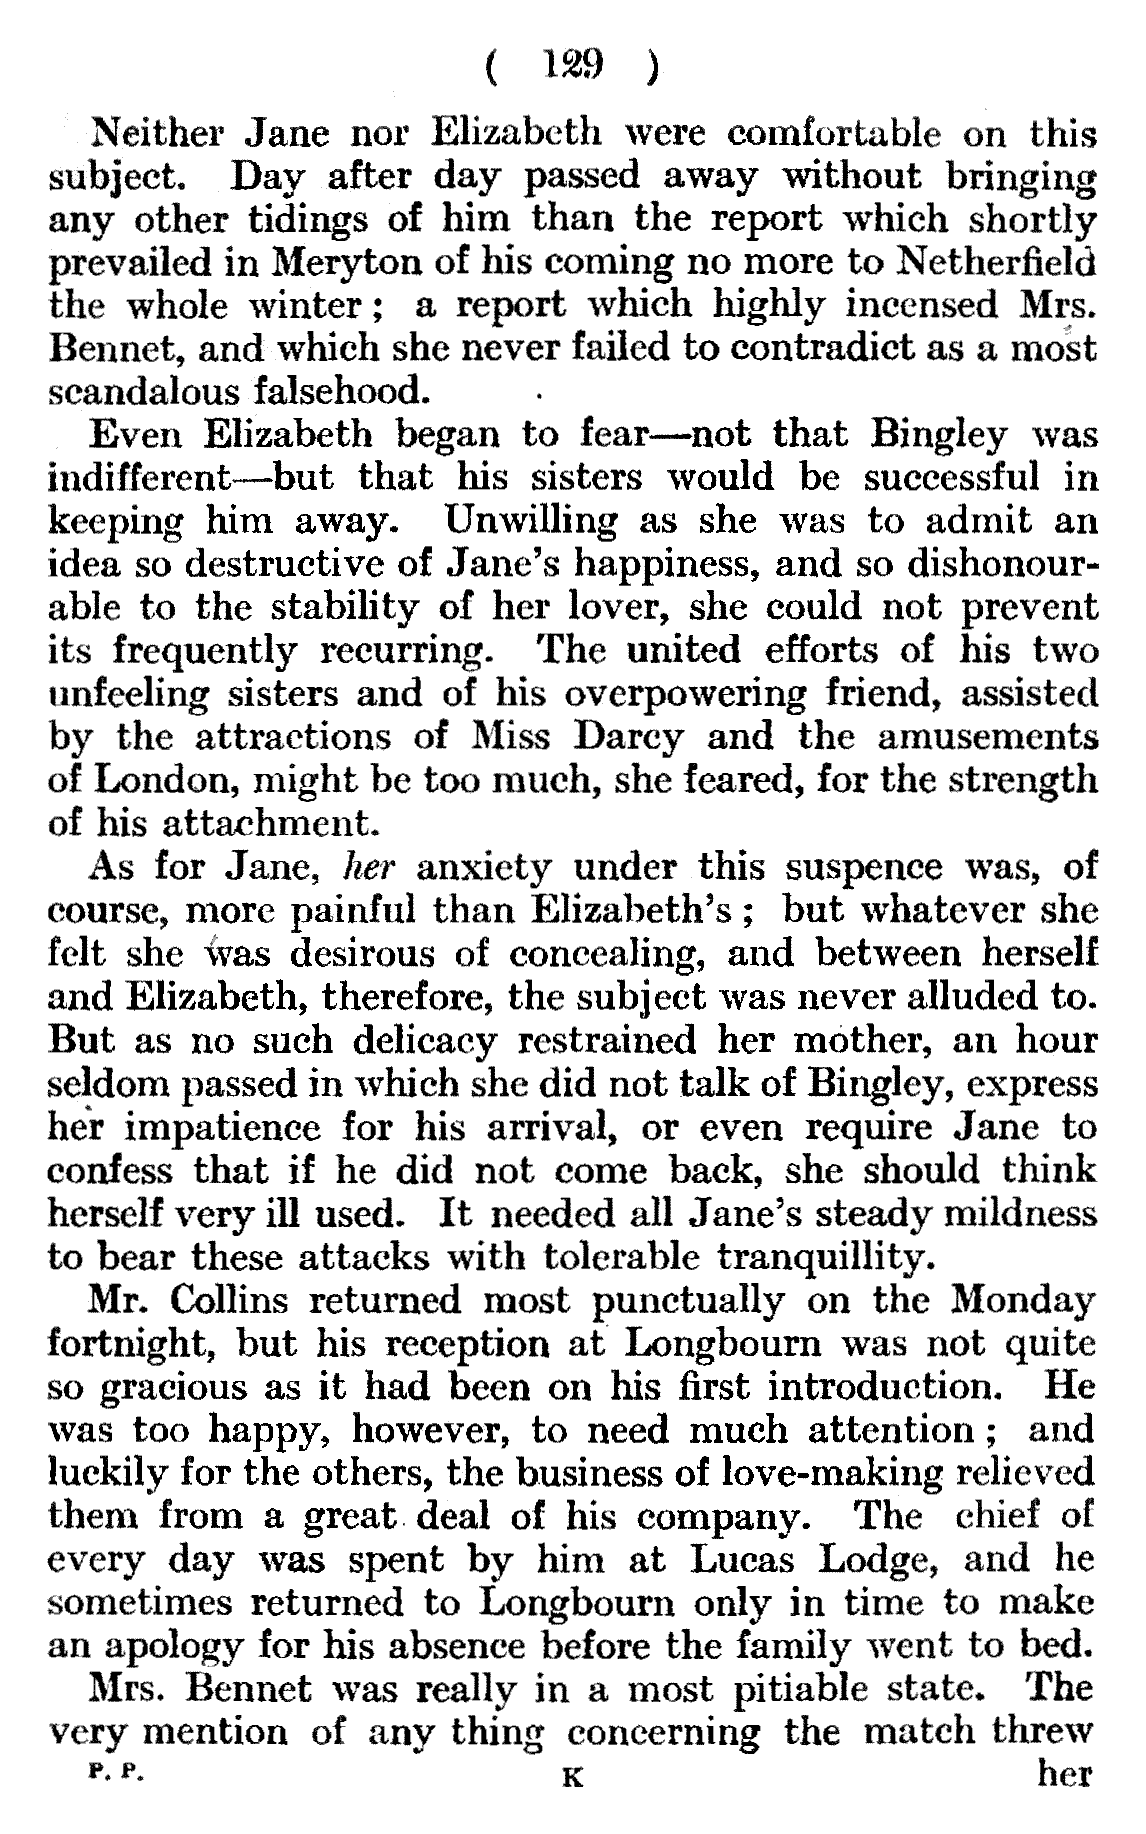 ( 129 )
Neither Jane nor Elizabeth were comfortable on this
subject. Day after day passed away without bringing
any other tidings of him than the report which shortly
prevailed in Meryton of his coming no more to Netherfield
the whole winter ; a report which highly incensed Mrs.
Bennet, and which she never failed to contradict as a most
scandalous falsehood.
Even Elizabeth began to fear—not that Bingley was
indifferent—but that his sisters would be successful in
keeping him away. Unwilling as she was to admit an
idea so destructive of Jane's happiness, and so dishonour-
able to the stability of her lover, she could not prevent
its frequently recurring. The united efforts of his two
unfeeling sisters and of his overpowering friend, assisted
by the attractions of Miss Darcy and the amusements
of London, might be too much, she feared, for the strength
of his attachment.
As for Jane, her anxiety under this suspence was, of
course, more painful than Elizabeth's ; but whatever she
felt she was desirous of concealing, and between herself
and Elizabeth, therefore, the subject was never alluded to.
But as no such delicacy restrained her mother, an hour
seldom passed in which she did not talk of Bingley, express
her impatience for his arrival, or even require Jane to
confess that if he did not come back, she should think
herself very ill used. It needed all Jane's steady mildness
to bear these attacks with tolerable tranquillity.
Mr. Collins returned most punctually on the Monday
fortnight, but his reception at Longbourn was not quite
so gracious as it had been on his first introduction. He
was too happy, however, to need much attention ; and
luckily for the others, the business of love-making relieved
them from a great deal of his company. The chief of
every day was spent by him at Lucas Lodge, and he
sometimes returned to Longbourn only in time to make
an apology for his absence before the family went to bed.
Mrs. Bennet was really in a most pitiable state. The
very mention of any thing concerning the match threw
P. P. K her